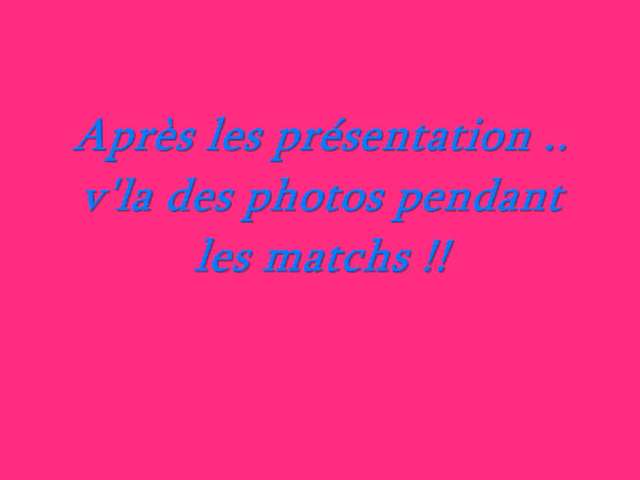 Après les présentation ..
v'la des photos pendant
les matchs !!